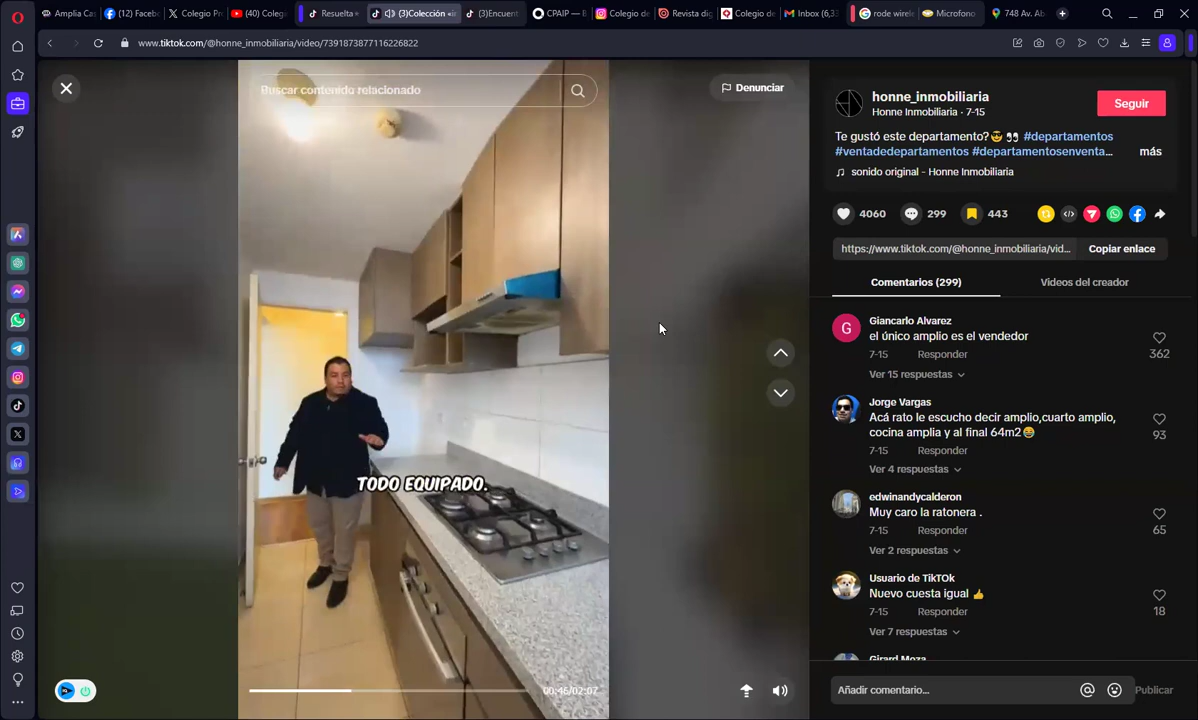 Amplia Cas
(12) Faceb
Colegio Pr
(40) Coleg
Resuelta «
(3)Colección «
(3)Encuent
CPAIP — B
Colegio de
Revista dig
Colegio de
Inbox (6,33
rode wirele
Microfono
748 Av. Ab
www.tiktok.com/@honne_inmobiliaria/video/7391873877116226822
Buscar contenido relacionado
Denunciar
TODO EQUIPADO.
00:46/02:07
honne_inmobiliaria
Honne Inmobiliaria · 7-15
Seguir
Te gustó este departamento?😎 👀 #departamentos
#ventadedepartamentos #departamentosenventa...
más
sonido original - Honne Inmobiliaria
4060
299
443
https://www.tiktok.com/@honne_inmobiliaria/vid...
Copiar enlace
Comentarios (299)
Videos del creador
G
Giancarlo Alvarez
el único amplio es el vendedor
7-15
Responder
362
Ver 15 respuestas
Jorge Vargas
Acá rato le escucho decir amplio,cuarto amplio,
cocina amplia y al final 64m2😂
93
7-15
Responder
Ver 4 respuestas
edwinandycalderon
Muy caro la ratonera .
65
7-15
Responder
Ver 2 respuestas
Usuario de TikTOk
Nuevo cuesta igual 👍
18
7-15
Responder
Ver 7 respuestas
Girard Moza
Añadir comentario...
Publicar